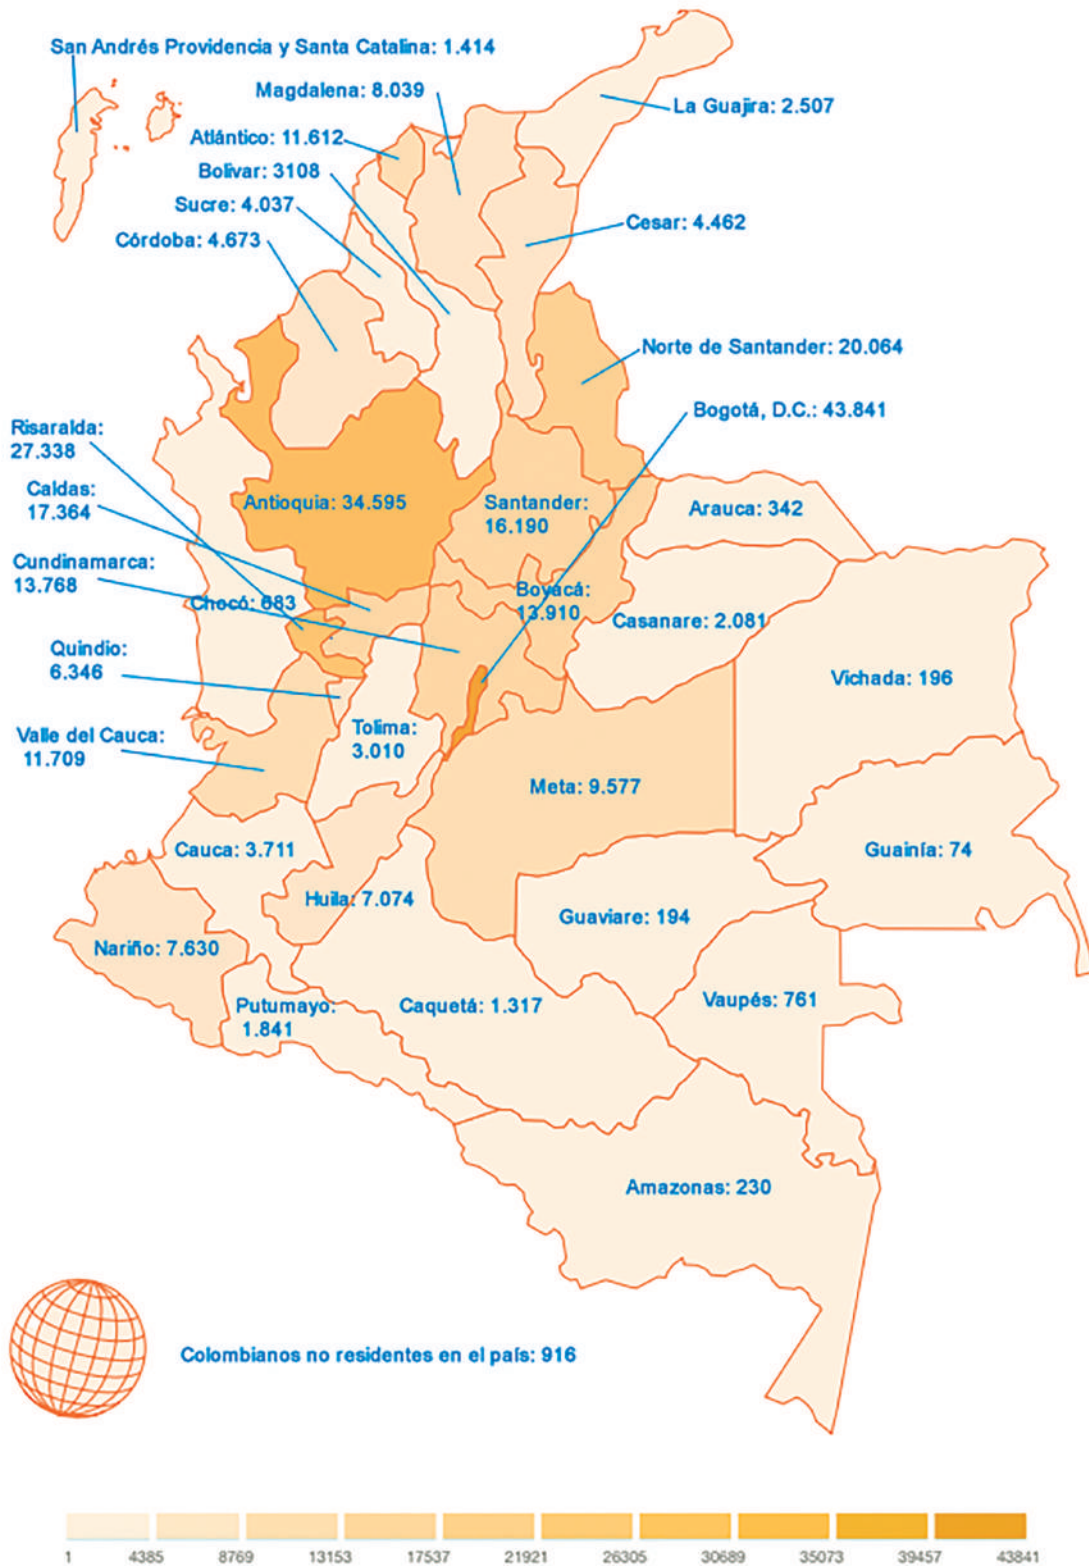 San Andrés Providencia y Santa Catalina: 1.414
Magdalena: 8.039
La Guajira: 2.507
Atlántico: 11.612
Bolivar: 3108
Sucre: 4.037
Cesar: 4.462
Córdoba: 4.673
Norte de Santander: 20.064
Bogotá, D.C.: 43.841
Risaralda:
27.338
Caldas:
17.364
Antioquia: 34.595
Santander:
16.190
Arauca: 342
Cundinamarca:
13.768
Chocó: 683
Boyacá:
13.910
Casanare: 2.081
Quindio:
6.346
Vichada: 196
Valle del Cauca:
11.709
Tolima:
3.010
Meta: 9.577
Cauca: 3.711
Guainía: 74
Huila: 7.074
Guaviare: 194
Nariño: 7.630
Putumayo:
1.841
Caquetá: 1.317
Vaupés: 761
Amazonas: 230
Colombianos no residentes en el país: 916
1 4385 8769 13153 17537 21921 26305 30689 35073 39457 43841